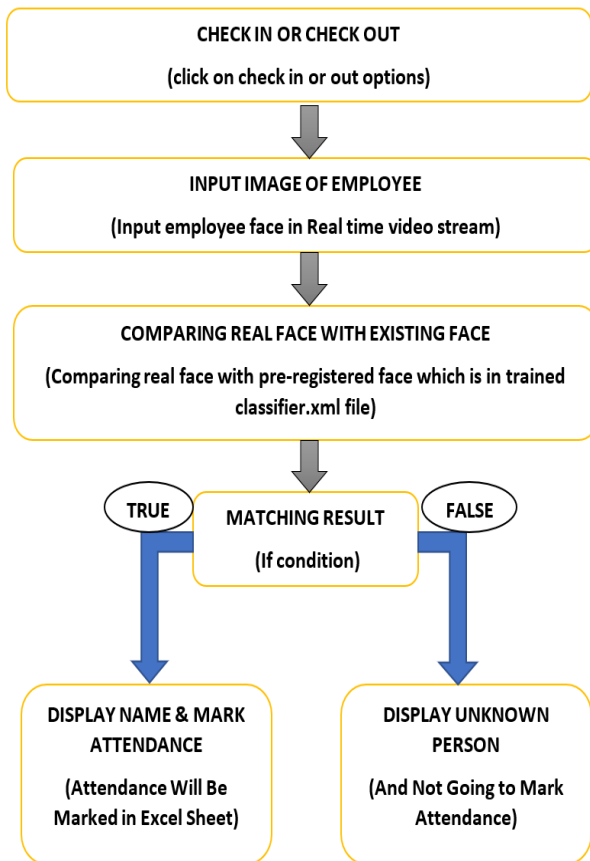 CHECK IN OR CHECK OUT
(click on check in or out options)
INPUT IMAGE OF EMPLOYEE
(Input employee face in Real time video stream)
COMPARING REAL FACE WITH EXISTING FACE
(Comparing real face with pre-registered face which is in trained
classifier.xml file)
TRUE
MATCHING RESULT
(If condition)
FALSE
DISPLAY NAME & MARK
ATTENDANCE
(Attendance Will Be
Marked in Excel Sheet)
DISPLAY UNKNOWN
PERSON
(And Not Going to Mark
Attendance)